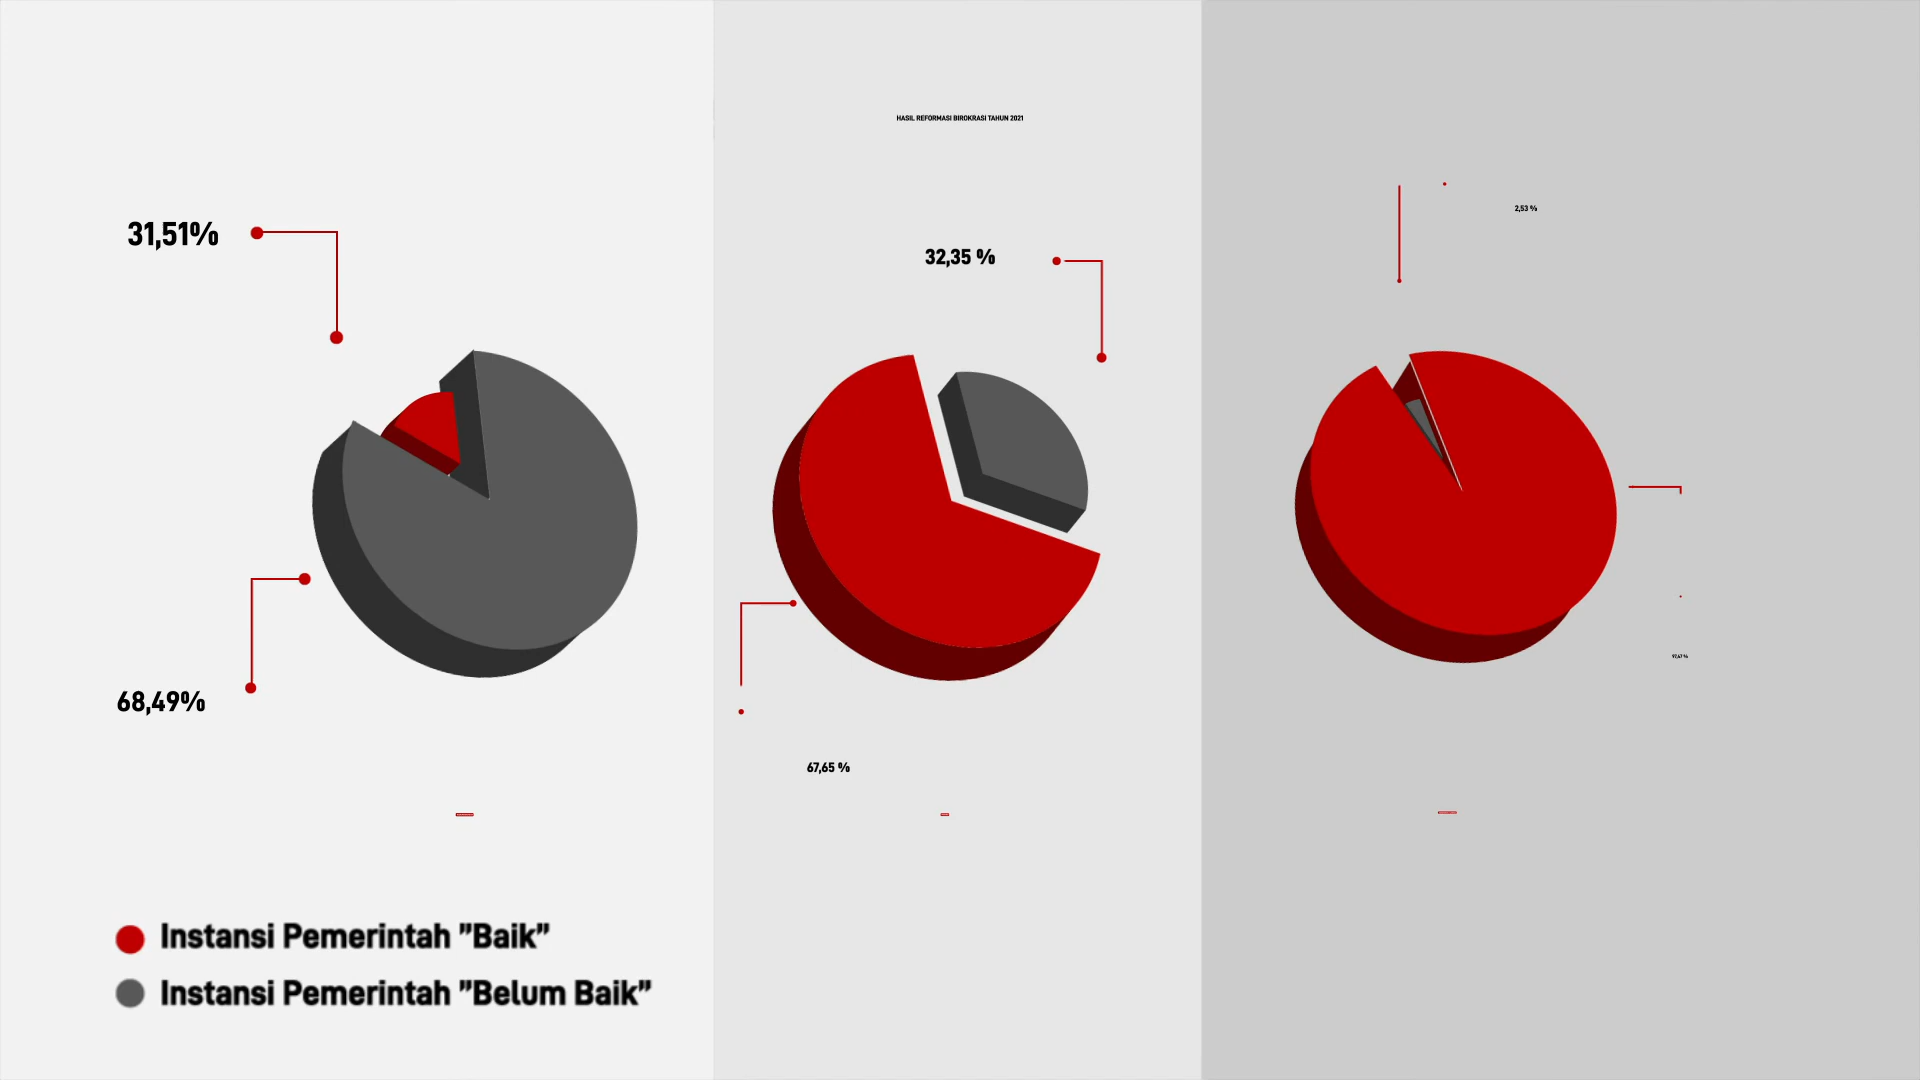 HASIL REFORMASI BIROKRASI TAHUN 2021
31,51%
68,49%
32,35 %
67,65 %
2,53 %
Instansi Pemerintah ”Baik”
Instansi Pemerintah ”Belum Baik”